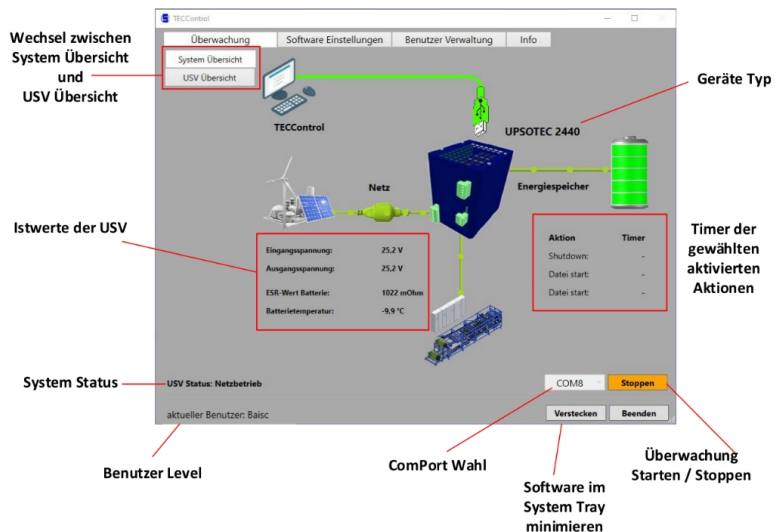 TECControl
Überwachung
Software Einstellungen
Benutzer Verwaltung
Info
System Übersicht
USV Übersicht
Wechsel zwischen
System Übersicht
und
USV Übersicht
Geräte Typ
TECControl
UPSOTEC 2440
Netz
Energiespeicher
Istwerte der USV
Eingangsspannung: 25,2 V
Ausgangsspannung: 25,2 V
ESR-Wert Batterie: 1022 mOhm
Batterietemperatur: -9,9 °C
Aktion Timer
Shutdown: -
Datei start: -
Datei start: -
Timer der
gewählten
aktivierten
Aktionen
System Status
USV Status: Netzbetrieb
COM8
Stoppen
aktueller Benutzer: Baisc
Verstecken
Beenden
Benutzer Level
ComPort Wahl
Software im
System Tray
minimieren
Überwachung
Starten / Stoppen